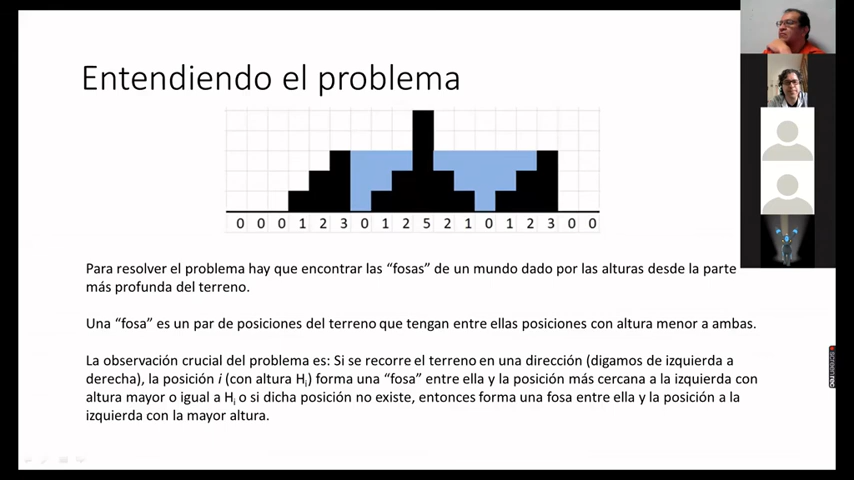 Entendiendo el problema
0 0 0 1 2 3 0 1 2 5 2 1 0 1 2 3 0 0
Para resolver el problema hay que encontrar las “fosas” de un mundo dado por las alturas desde la parte
más profunda del terreno.
Una “fosa” es un par de posiciones del terreno que tengan entre ellas posiciones con altura menor a ambas.
La observación crucial del problema es: Si se recorre el terreno en una dirección (digamos de izquierda a
derecha), la posición i (con altura Hi) forma una “fosa” entre ella y la posición más cercana a la izquierda con
altura mayor o igual a Hi o si dicha posición no existe, entonces forma una fosa entre ella y la posición a la
izquierda con la mayor altura.